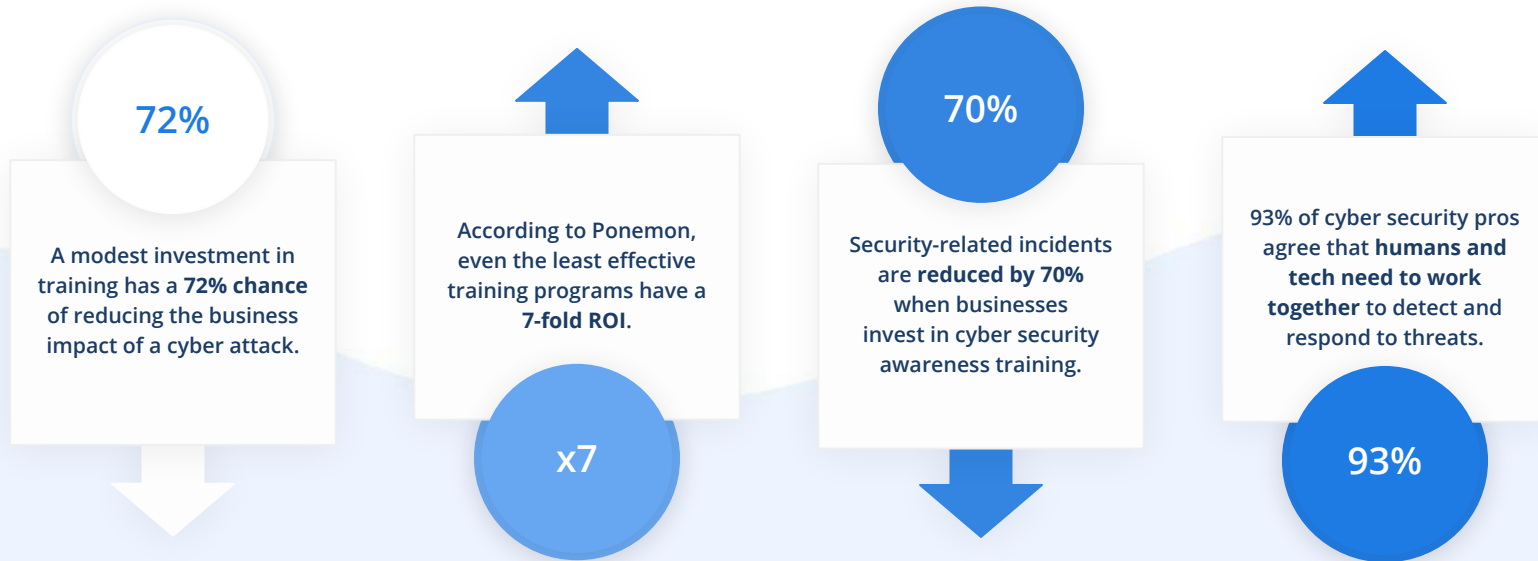 72%
A modest investment in
training has a 72% chance
of reducing the business
impact of a cyber attack.
According to Ponemon,
even the least effective
training programs have a
7-fold ROI.
x7
70%
Security-related incidents
are reduced by 70%
when businesses
invest in cyber security
awareness training.
93% of cyber security pros
agree that humans and
tech need to work
together to detect and
respond to threats.
93%